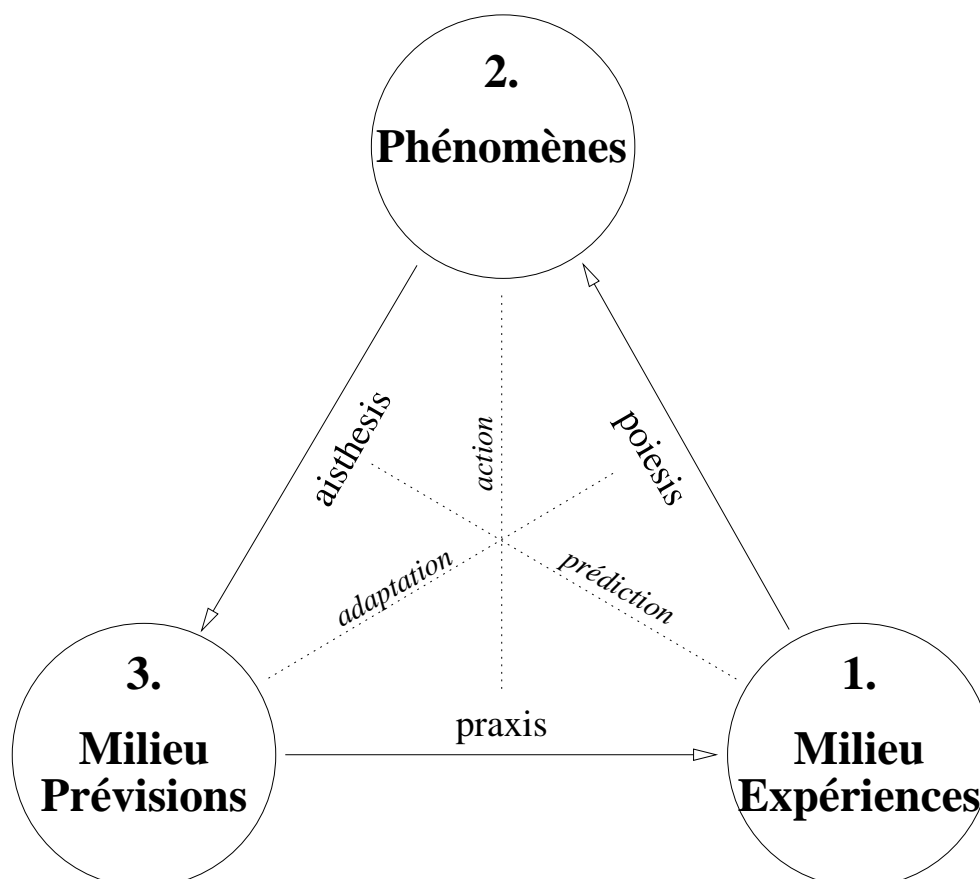 2.
Phénomènes
aisthesis
action
poiesis
adaptation
prédiction
3.
Milieu
Prévisions
praxis
1.
Milieu
Expériences